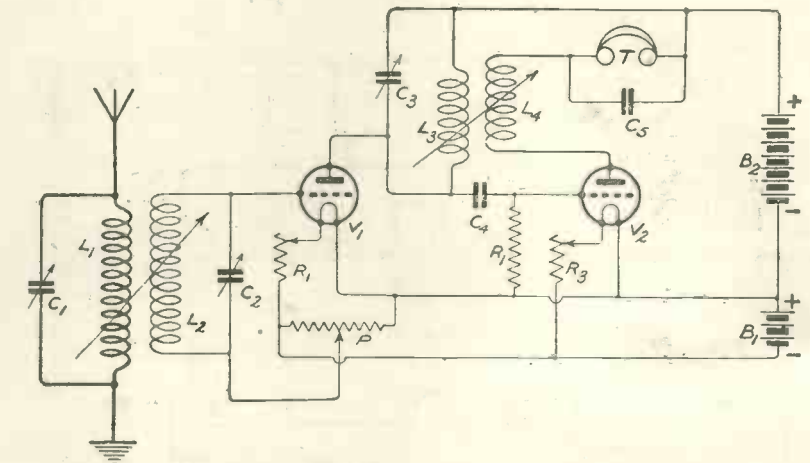 C3
L3
L4
T
C5
+
B2
-
L1
C1
L2
C2
V1
R1
C4
R1
V2
R3
P
+
B1
-